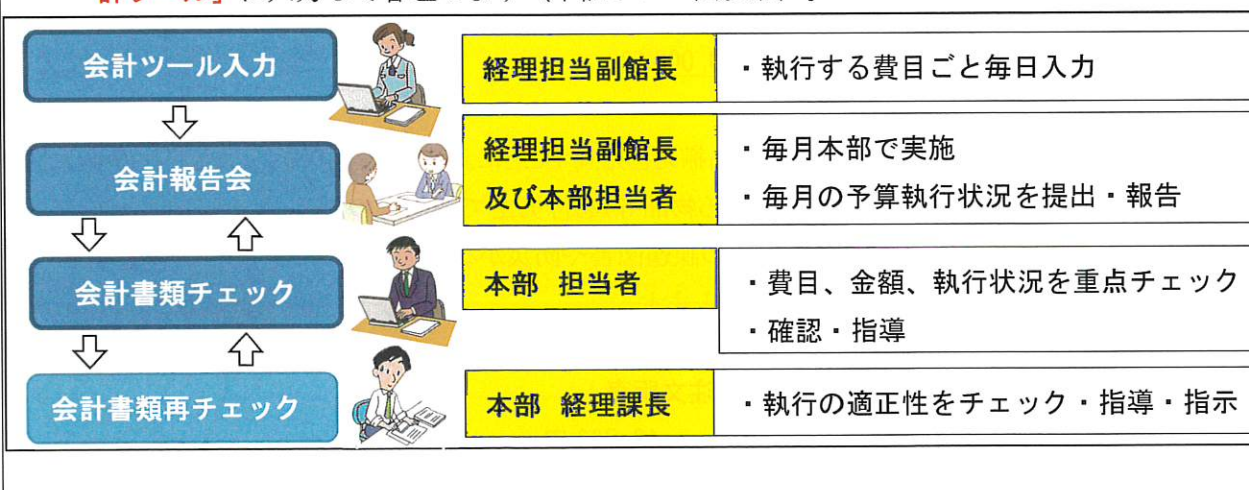 会計ツール入力
経理担当副館長
・執行する費目ごと毎日入力
会計報告会
経理担当副館長
及び本部担当者
・毎月本部で実施
・毎月の予算執行状況を提出・報告
会計書類チェック
本部 担当者
・費目、金額、執行状況を重点チェック
・確認・指導
会計書類再チェック
本部 経理課長
・執行の適正性をチェック・指導・指示